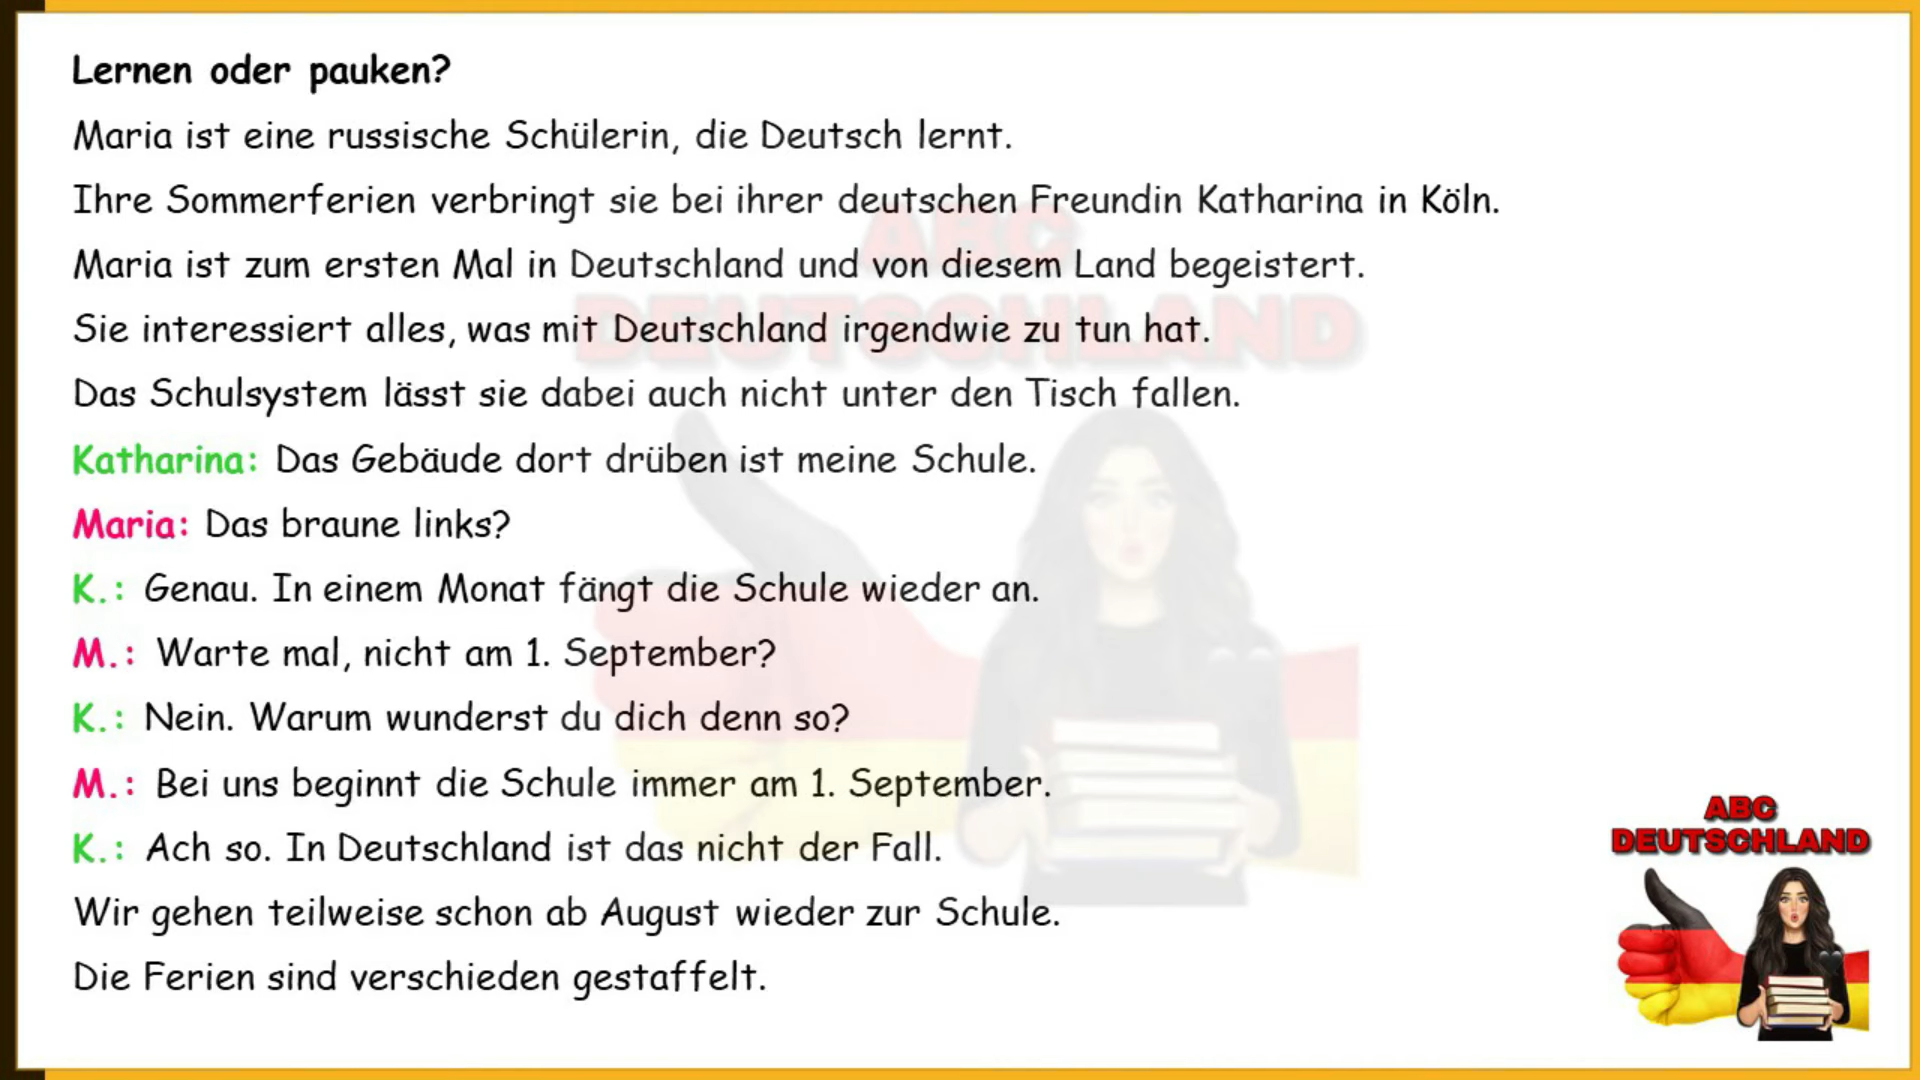 Lernen oder pauken?
Maria ist eine russische Schülerin, die Deutsch lernt.
Ihre Sommerferien verbringt sie bei ihrer deutschen Freundin Katharina in Köln.
Maria ist zum ersten Mal in Deutschland und von diesem Land begeistert.
Sie interessiert alles, was mit Deutschland irgendwie zu tun hat.
Das Schulsystem lässt sie dabei auch nicht unter den Tisch fallen.
Katharina: Das Gebäude dort drüben ist meine Schule.
Maria: Das braune links?
K.: Genau. In einem Monat fängt die Schule wieder an.
M.: Warte mal, nicht am 1. September?
K.: Nein. Warum wunderst du dich denn so?
M.: Bei uns beginnt die Schule immer am 1. September.
K.: Ach so. In Deutschland ist das nicht der Fall.
Wir gehen teilweise schon ab August wieder zur Schule.
Die Ferien sind verschieden gestaffelt.
ABC
DEUTSCHLAND
ABC
DEUTSCHLAND